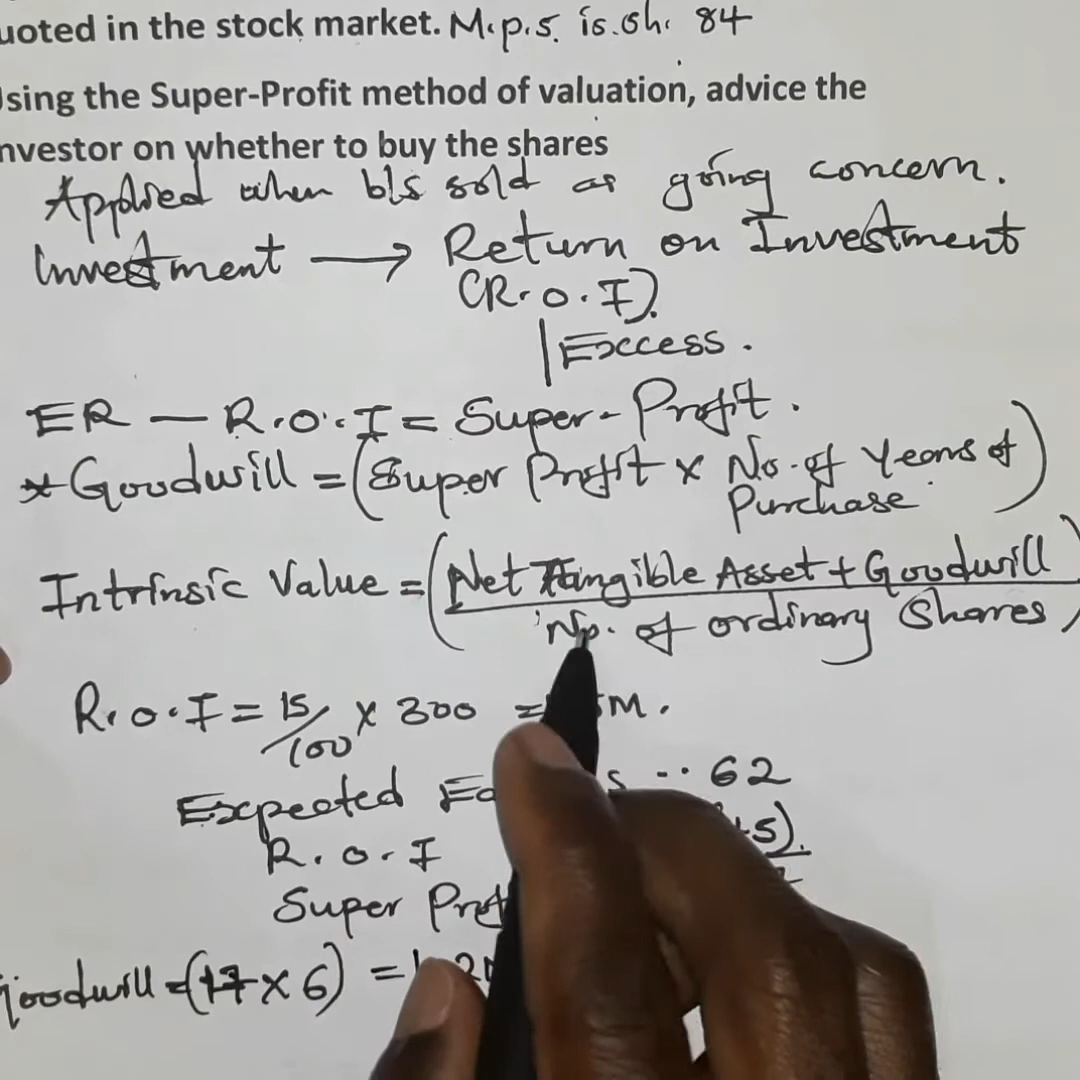 uoted in the stock market. M.p.s. is.sh. 84
sing the Super-Profit method of valuation, advice the
nvestor on whether to buy the shares
Applied when b/s sold as going concern.
Investment → Return on Investment
(R.O.I).
Excess.
ER — R.O.I = Super-Profit.
* Goodwill = (Super Profit x No. of Years of
Purchase)
Intrinsic Value = (Net Tangible Asset + Goodwill
No. of ordinary Shares)
R.O.I = 15/100 x 300 = M.
Expected 62
R.O.I
Super
Goodwill = (17 x 6) =